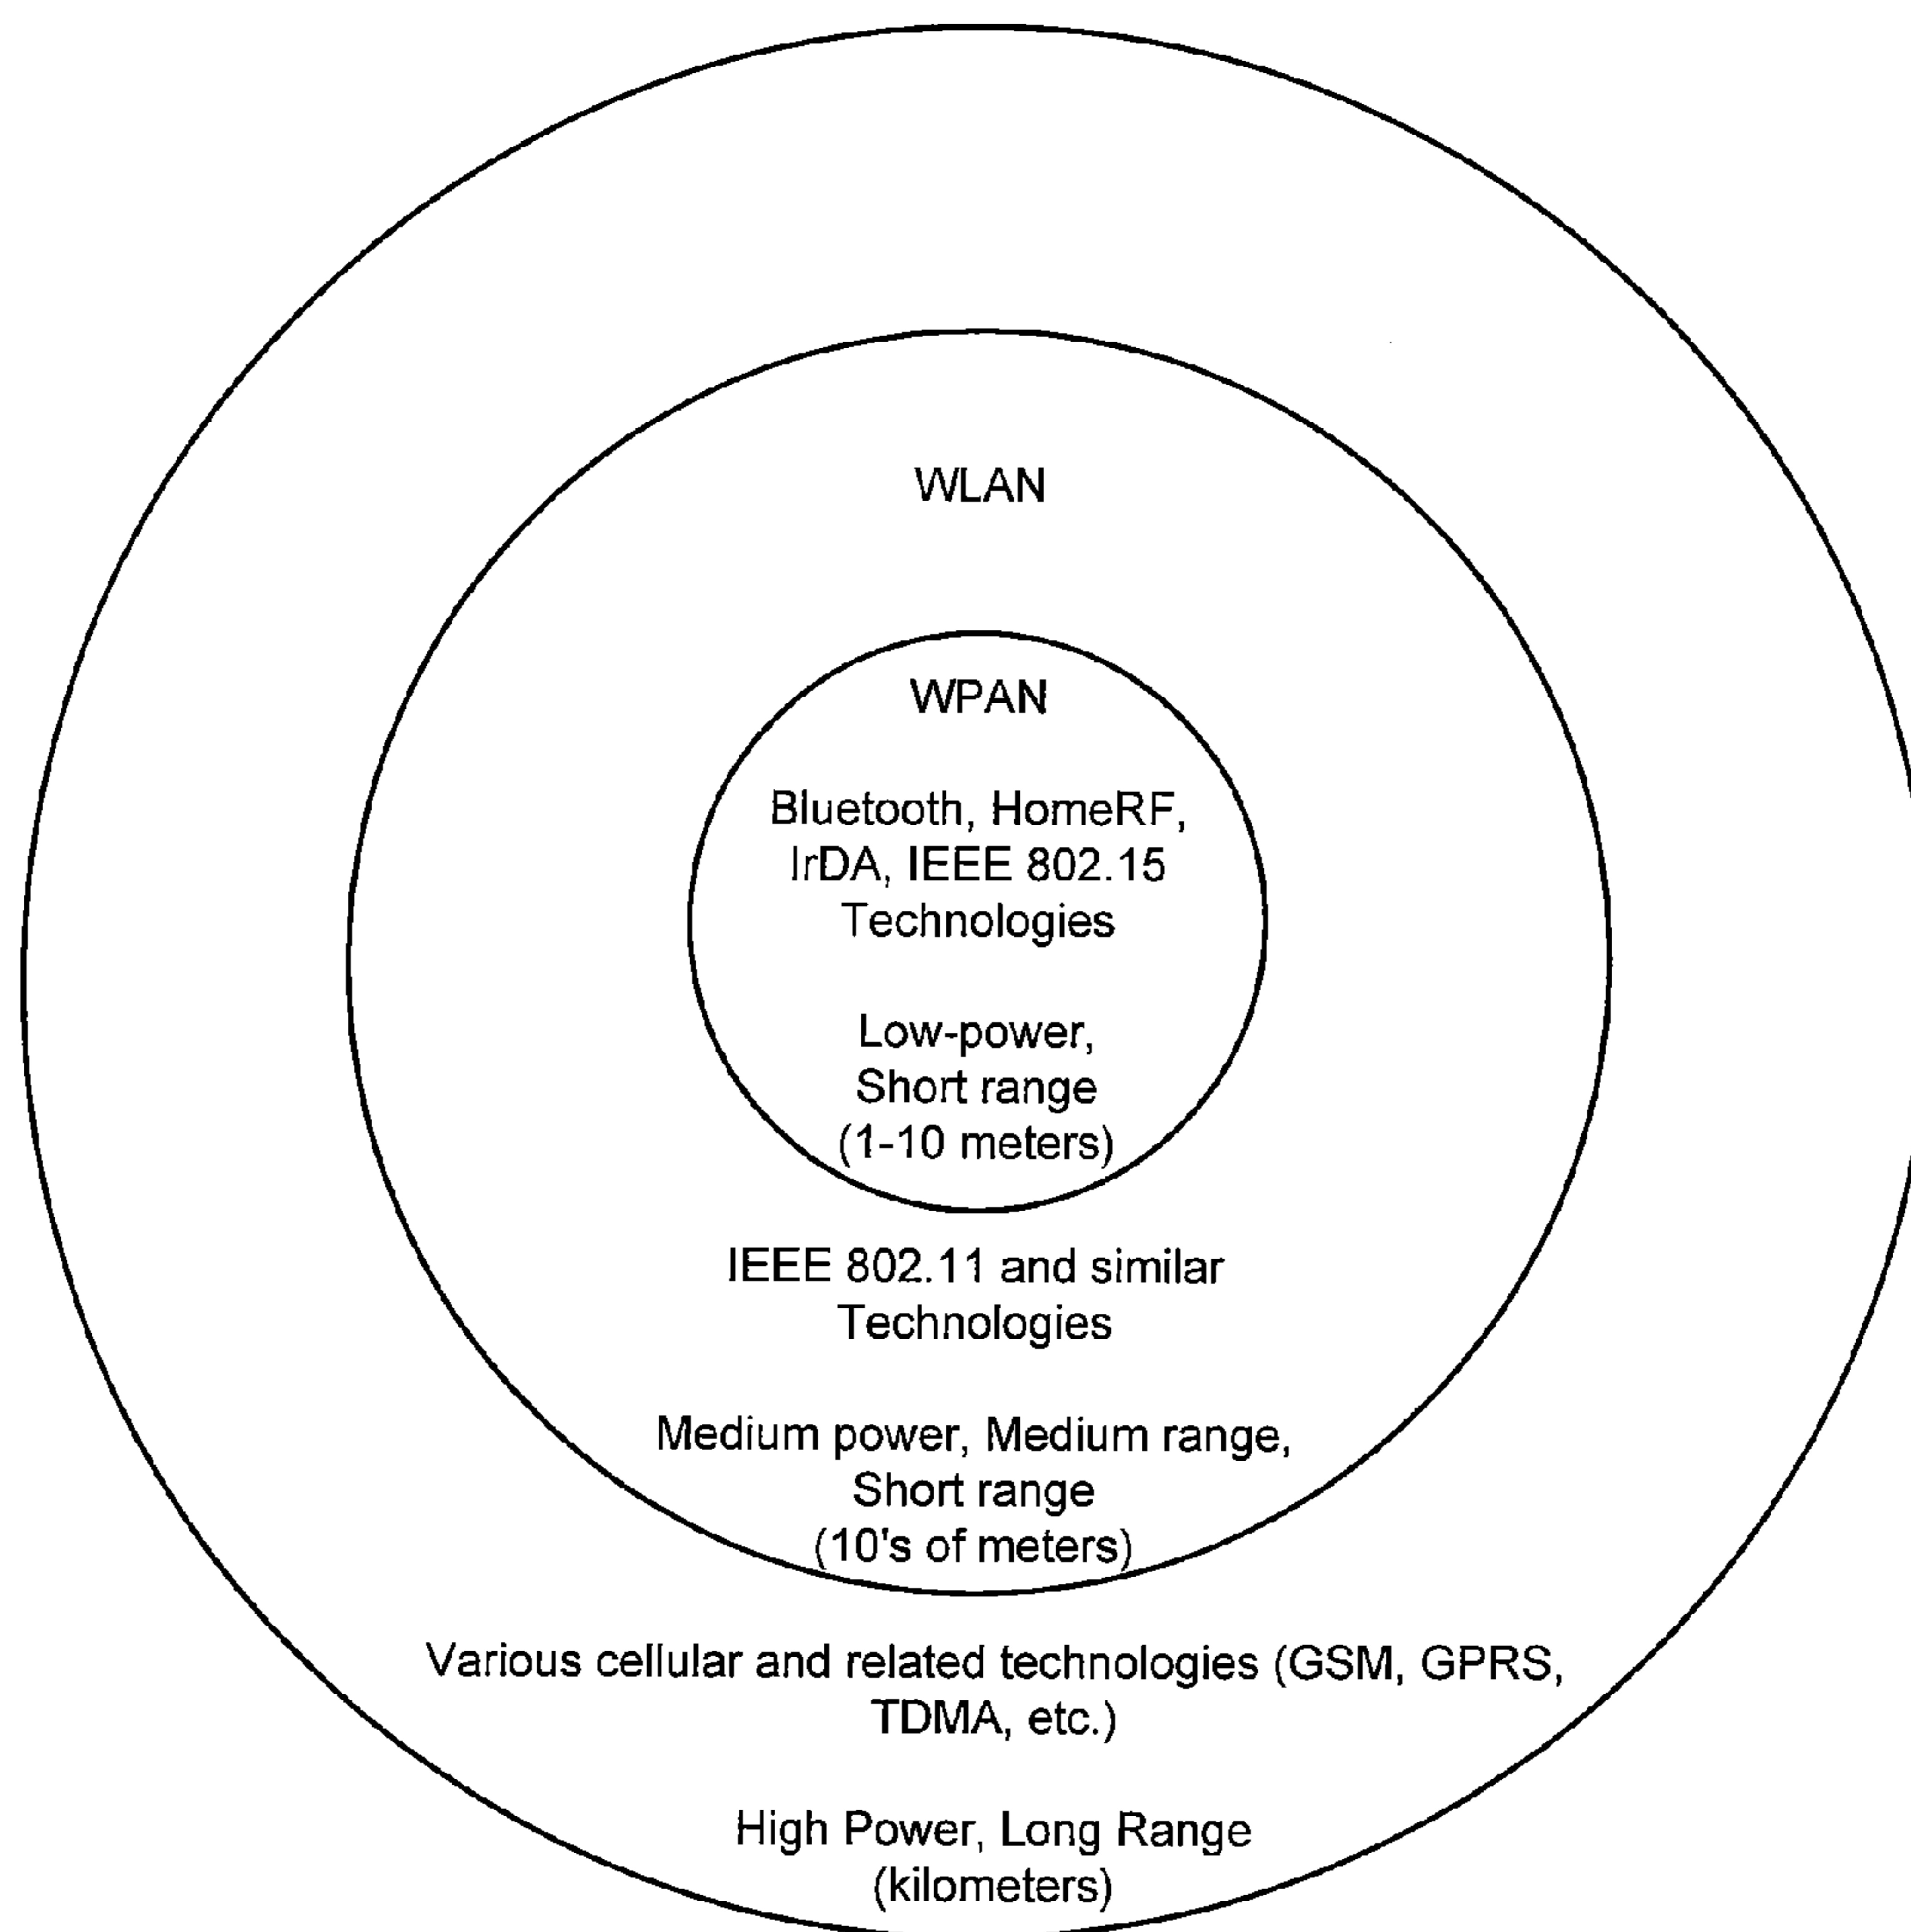 WLAN
WPAN
Bluetooth, HomeRF,
IrDA, IEEE 802.15
Technologies
Low-power,
Short range
(1-10 meters)
IEEE 802.11 and similar
Technologies
Medium power, Medium range,
Short range
(10's of meters)
Various cellular and related technologies (GSM, GPRS,
TDMA, etc.)
High Power, Long Range
(kilometers)